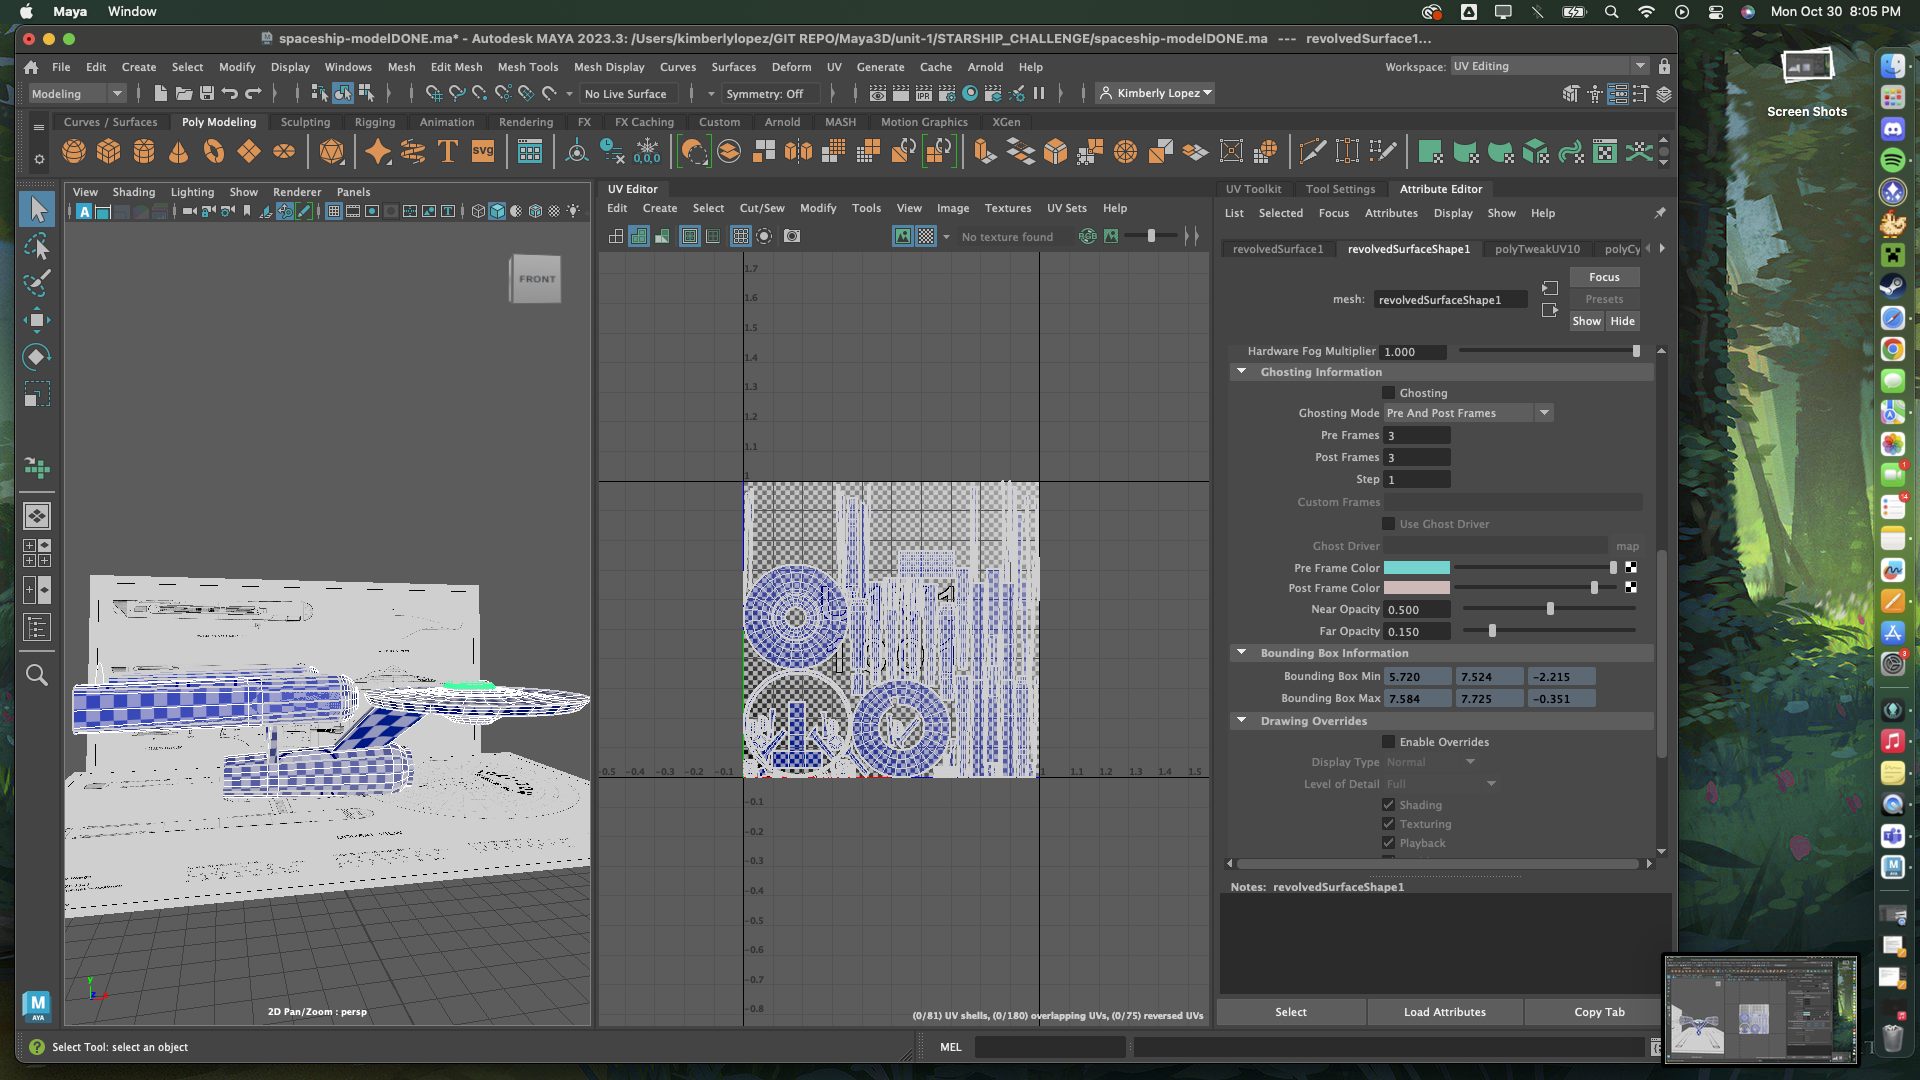 Maya Window
Mon Oct 30 8:05 PM
spaceship-modelDONE.ma* - Autodesk MAYA 2023.3: /Users/kimberlylopez/GIT REPO/Maya3D/unit-1/STARSHIP_CHALLENGE/spaceship-modelDONE.ma --- revolvedSurface1...
File Edit Create Select Modify Display Windows Mesh Edit Mesh Mesh Tools Mesh Display Curves Surfaces Deform UV Generate Cache Arnold Help
Workspace: UV Editing
Modeling
No Live Surface
Symmetry: Off
IPR
Kimberly Lopez
Curves / Surfaces Poly Modeling Sculpting Rigging Animation Rendering FX FX Caching Custom Arnold MASH Motion Graphics XGen
T
SVG
0,0,0
Screen Shots
View Shading Lighting Show Renderer Panels
FRONT
2D Pan/Zoom : persp
UV Editor
Edit Create Select Cut/Sew Modify Tools View Image Textures UV Sets Help
No texture found
RGB
1.7
1.6
1.5
1.4
1.3
1.2
1.1
1
-0.5 -0.4 -0.3 -0.2 -0.1
1 1.1 1.2 1.3 1.4 1.5
-0.1
-0.2
-0.3
-0.4
-0.5
-0.6
-0.7
-0.8
(0/81) UV shells, (0/180) overlapping UVs, (0/75) reversed UVs
UV Toolkit Tool Settings Attribute Editor
List Selected Focus Attributes Display Show Help
revolvedSurface1 revolvedSurfaceShape1 polyTweakUV10 polyCy
mesh: revolvedSurfaceShape1
Focus
Presets
Show Hide
Hardware Fog Multiplier 1.000
Ghosting Information
Ghosting
Ghosting Mode Pre And Post Frames
Pre Frames 3
Post Frames 3
Step 1
Custom Frames
Use Ghost Driver
Ghost Driver map
Pre Frame Color
Post Frame Color
Near Opacity 0.500
Far Opacity 0.150
Bounding Box Information
Bounding Box Min 5.720 7.524 -2.215
Bounding Box Max 7.584 7.725 -0.351
Drawing Overrides
Enable Overrides
Display Type Normal
Level of Detail Full
Shading
Texturing
Playback
Notes: revolvedSurfaceShape1
Select Load Attributes Copy Tab
Select Tool: select an object
MEL